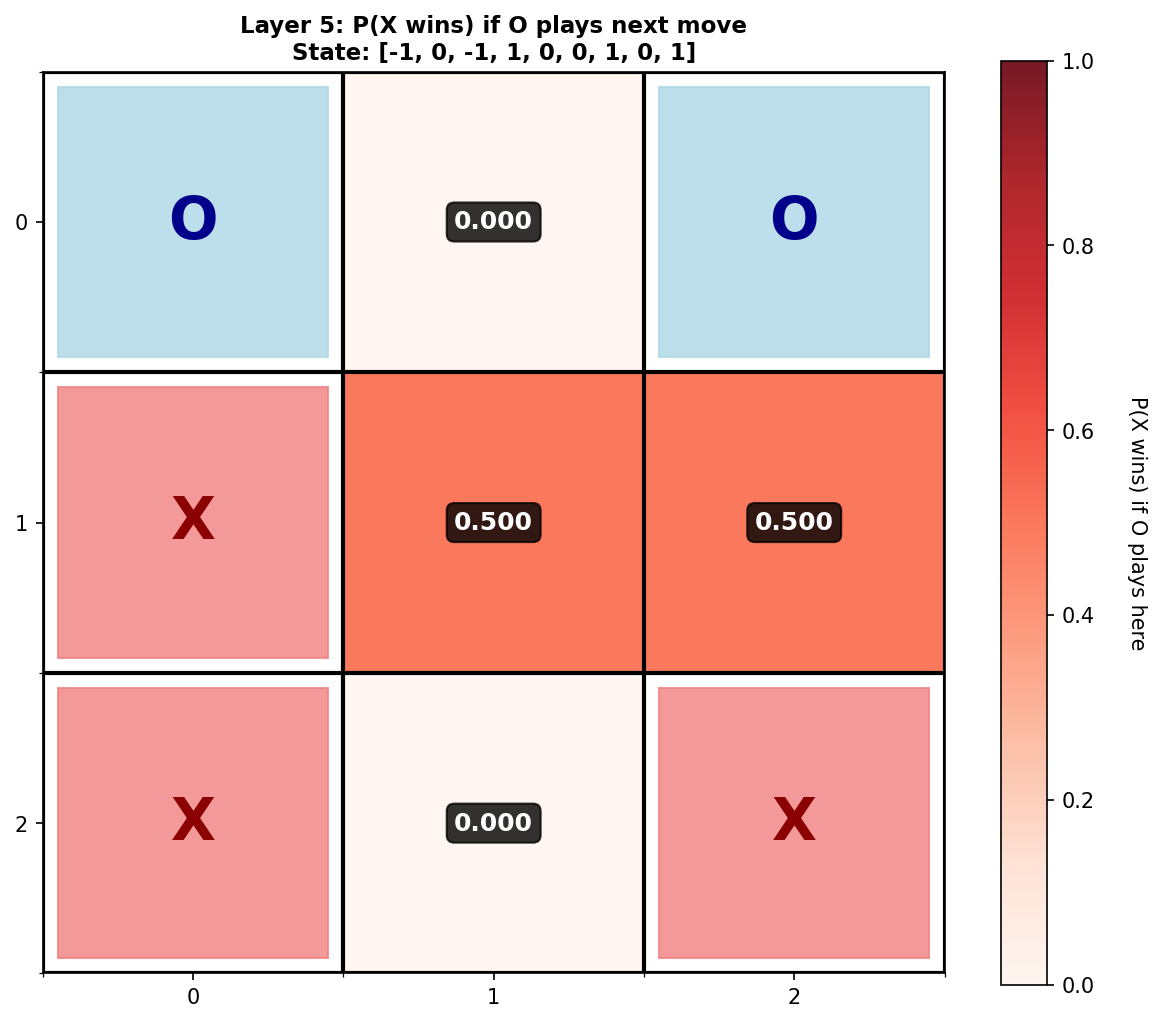 Layer 5: P(X wins) if O plays next move
State: [-1, 0, -1, 1, 0, 0, 1, 0, 1]
0
O
0.000
O
1
X
0.500
0.500
2
X
0.000
X
0
1
2
1.0
0.8
0.6
0.4
0.2
0.0
P(X wins) if O plays here